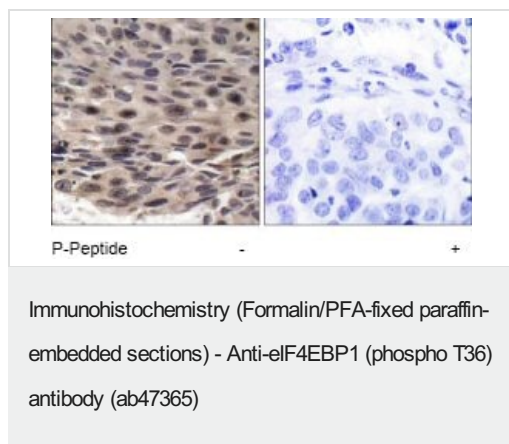 P-Peptide - +
Immunohistochemistry (Formalin/PFA-fixed paraffin-
embedded sections) - Anti-eIF4EBP1 (phospho T36)
antibody (ab47365)